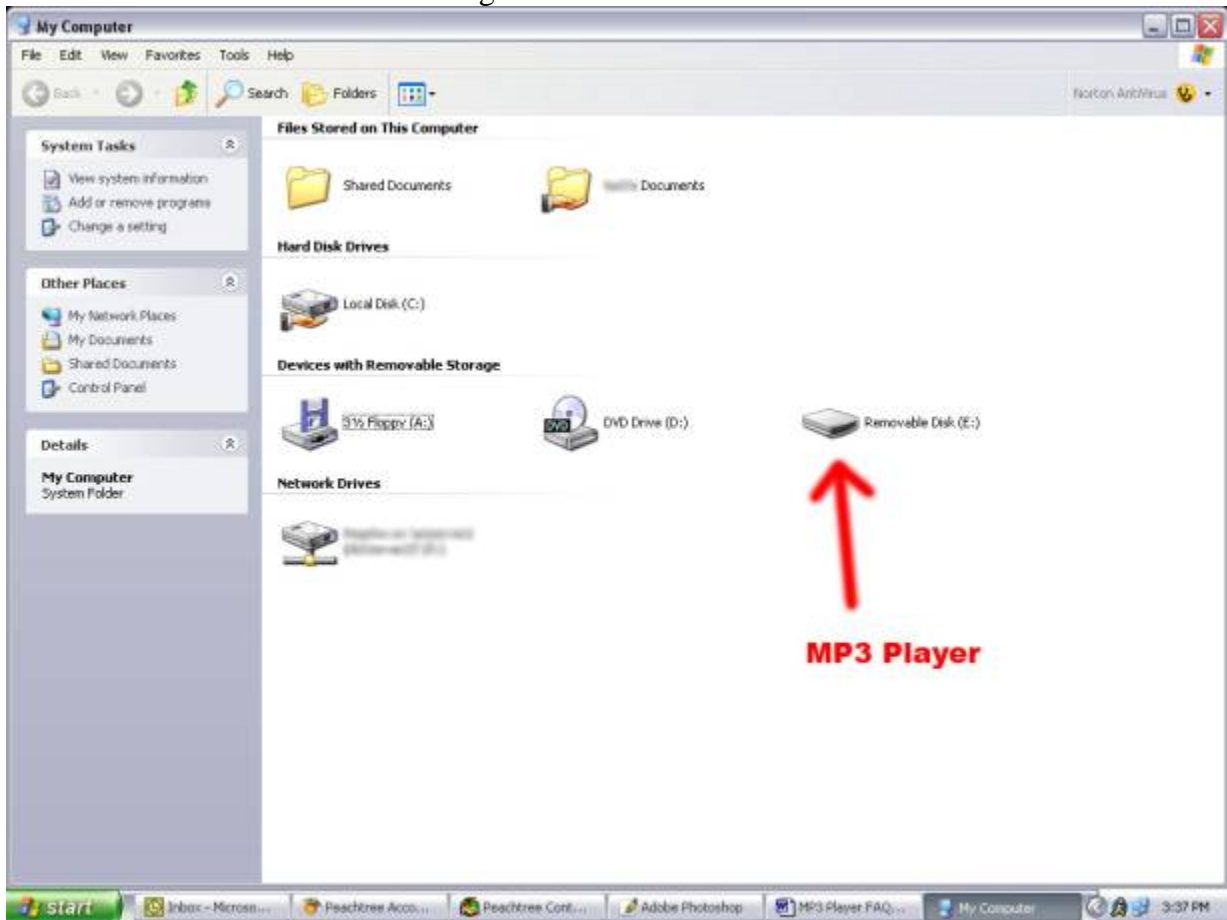 My Computer
File Edit View Favorites Tools Help
Back Search Folders Norton AntiVirus
System Tasks
View system information
Add or remove programs
Change a setting
Other Places
My Network Places
My Documents
Shared Documents
Control Panel
Details
My Computer
System Folder
Files Stored on This Computer
Shared Documents
Documents
Hard Disk Drives
Local Disk (C:)
Devices with Removable Storage
3½ Floppy (A:)
DVD Drive (D:)
Removable Disk (E:)
Network Drives
MP3 Player
start
Inbox - Microso...
Peachtree Acco...
Peachtree Cont...
Adobe Photoshop
MP3 Player FAQ...
My Computer
3:37 PM